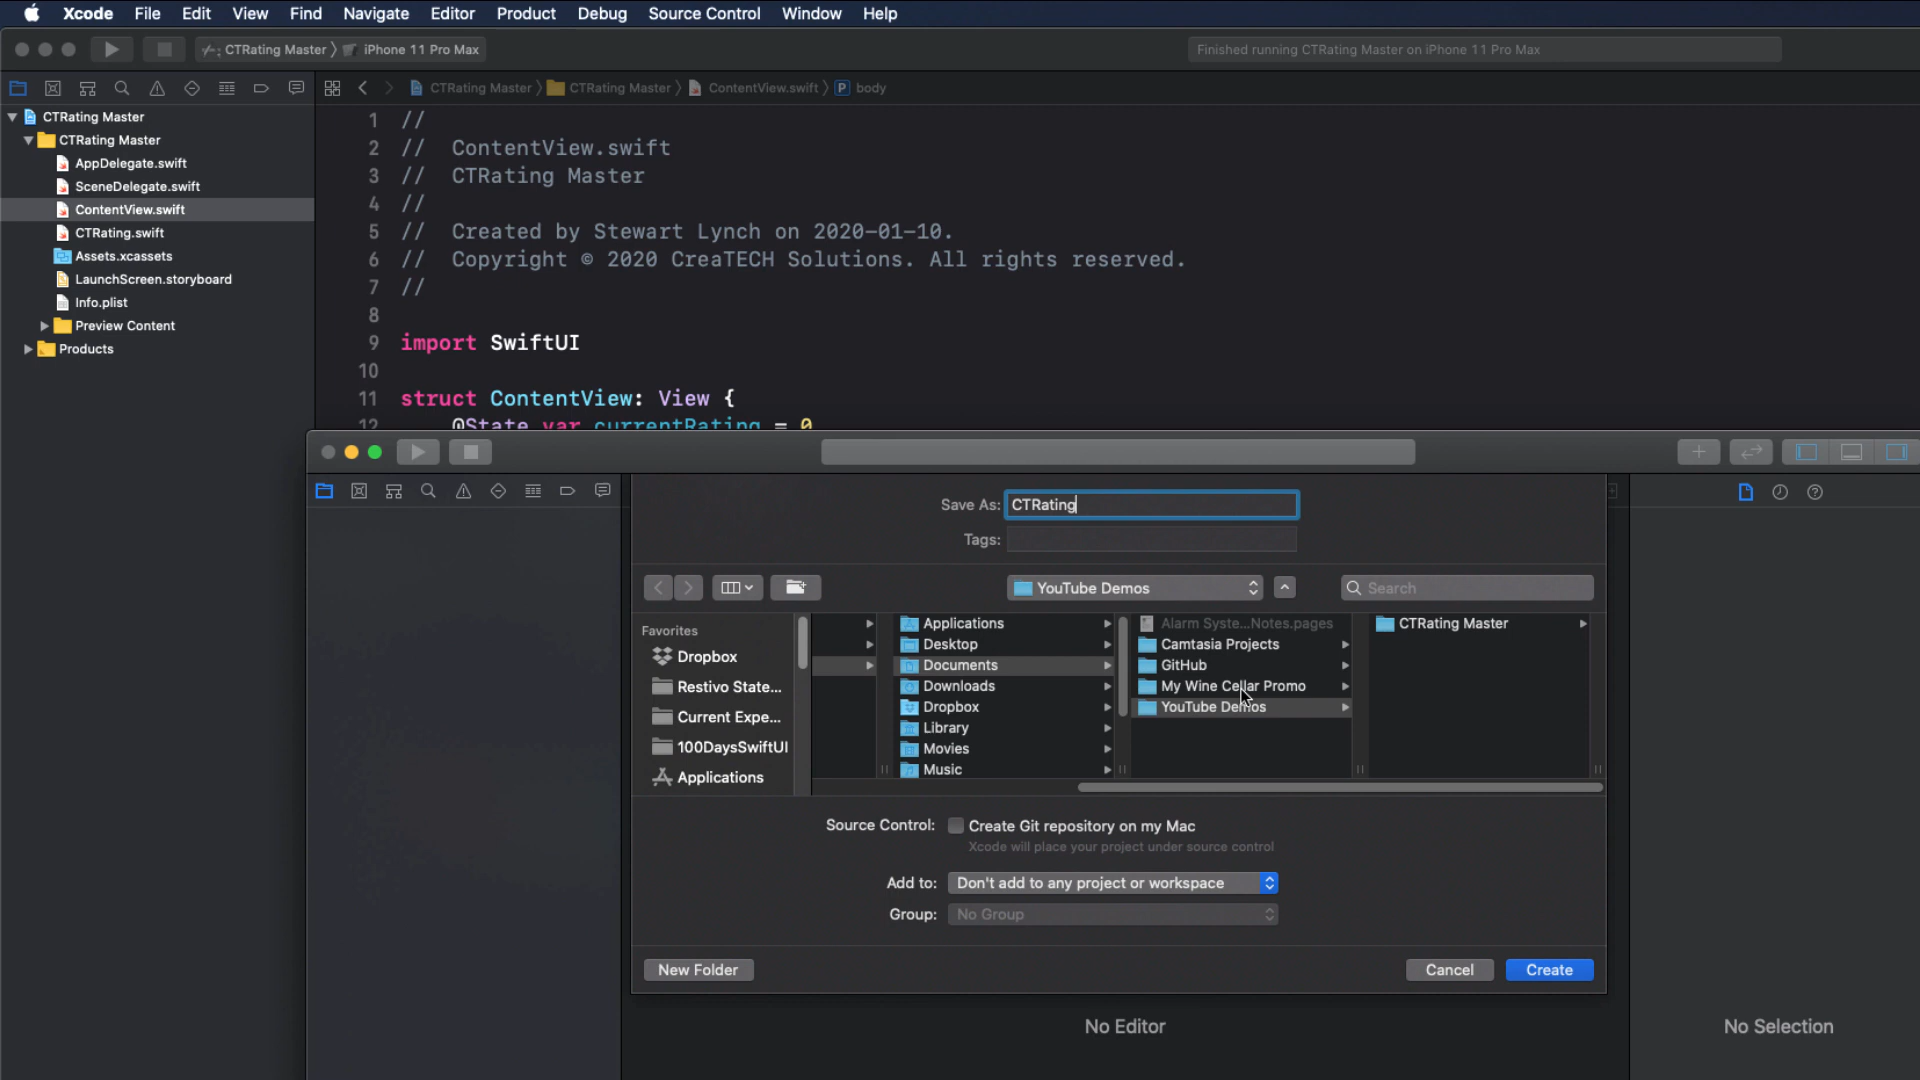 Xcode File Edit View Find Navigate Editor Product Debug Source Control Window Help
CTRating Master iPhone 11 Pro Max
Finished running CTRating Master on iPhone 11 Pro Max
CTRating Master CTRating Master ContentView.swift P body
CTRating Master
CTRating Master
AppDelegate.swift
SceneDelegate.swift
ContentView.swift
CTRating.swift
Assets.xcassets
LaunchScreen.storyboard
Info.plist
Preview Content
Products
1 //
2 // ContentView.swift
3 // CTRating Master
4 //
5 // Created by Stewart Lynch on 2020-01-10.
6 // Copyright © 2020 CreaTECH Solutions. All rights reserved.
7 //
8
9 import SwiftUI
10
11 struct ContentView: View {
12 @State var currentRating = 0
Save As: CTRating
Tags:
YouTube Demos
Search
Favorites
Dropbox
Restivo State...
Current Expe...
100DaysSwiftUI
Applications
Applications
Desktop
Documents
Downloads
Dropbox
Library
Movies
Music
Alarm Syste...Notes.pages
Camtasia Projects
GitHub
My Wine Cellar Promo
YouTube Demos
CTRating Master
Source Control: Create Git repository on my Mac
Xcode will place your project under source control
Add to: Don't add to any project or workspace
Group: No Group
New Folder
Cancel
Create
No Editor
No Selection